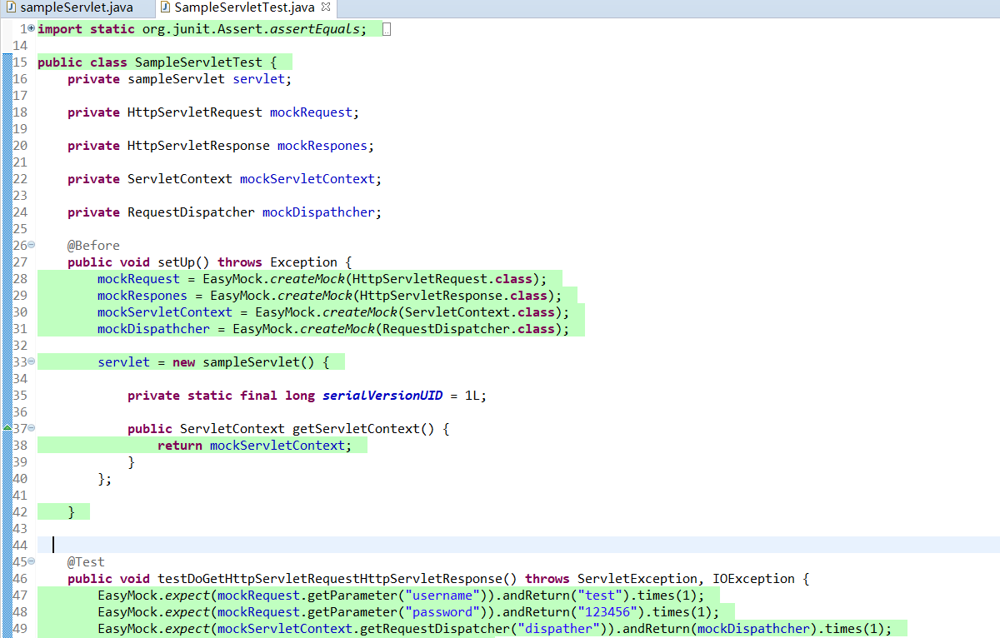 sampleServlet.java SampleServletTest.java
1 import static org.junit.Assert.assertEquals;
14
15 public class SampleServletTest {
16 private sampleServlet servlet;
17
18 private HttpServletRequest mockRequest;
19
20 private HttpServletResponse mockRespones;
21
22 private ServletContext mockServletContext;
23
24 private RequestDispatcher mockDispathcher;
25
26 @Before
27 public void setUp() throws Exception {
28 mockRequest = EasyMock.createMock(HttpServletRequest.class);
29 mockRespones = EasyMock.createMock(HttpServletResponse.class);
30 mockServletContext = EasyMock.createMock(ServletContext.class);
31 mockDispathcher = EasyMock.createMock(RequestDispatcher.class);
32
33 servlet = new sampleServlet() {
34
35 private static final long serialVersionUID = 1L;
36
37 public ServletContext getServletContext() {
38 return mockServletContext;
39 }
40 };
41
42 }
43
44
45 @Test
46 public void testDoGetHttpServletRequestHttpServletResponse() throws ServletException, IOException {
47 EasyMock.expect(mockRequest.getParameter("username")).andReturn("test").times(1);
48 EasyMock.expect(mockRequest.getParameter("password")).andReturn("123456").times(1);
49 EasyMock.expect(mockServletContext.getRequestDispatcher("dispather")).andReturn(mockDispathcher).times(1);